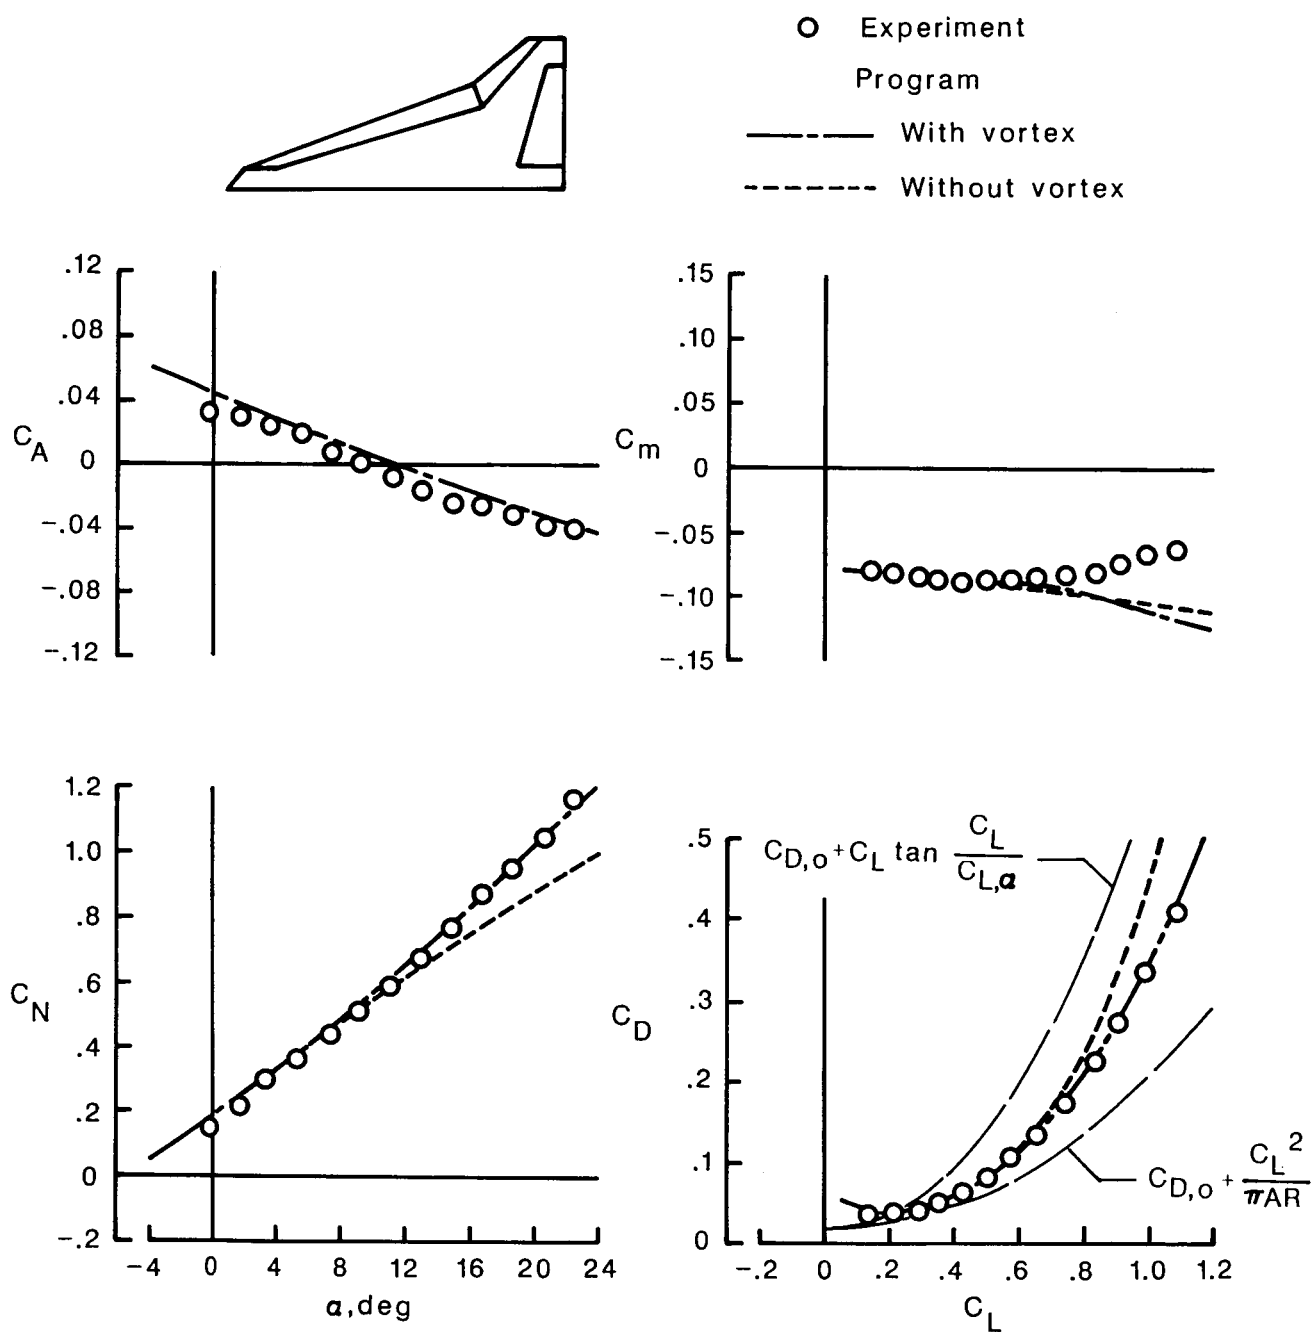 Experiment
Program
With vortex
Without vortex
.12
.08
.04
0
-.04
-.08
-.12
C_A
.15
.10
.05
0
-.05
-.10
-.15
C_m
1.2
1.0
.8
.6
.4
.2
0
-.2
C_N
-4 0 4 8 12 16 20 24
α, deg
.5
.4
.3
.2
.1
0
C_D
C_D,o + C_L tan C_L / C_L,α
C_D,o + C_L^2 / πAR
-.2 0 .2 .4 .6 .8 1.0 1.2
C_L